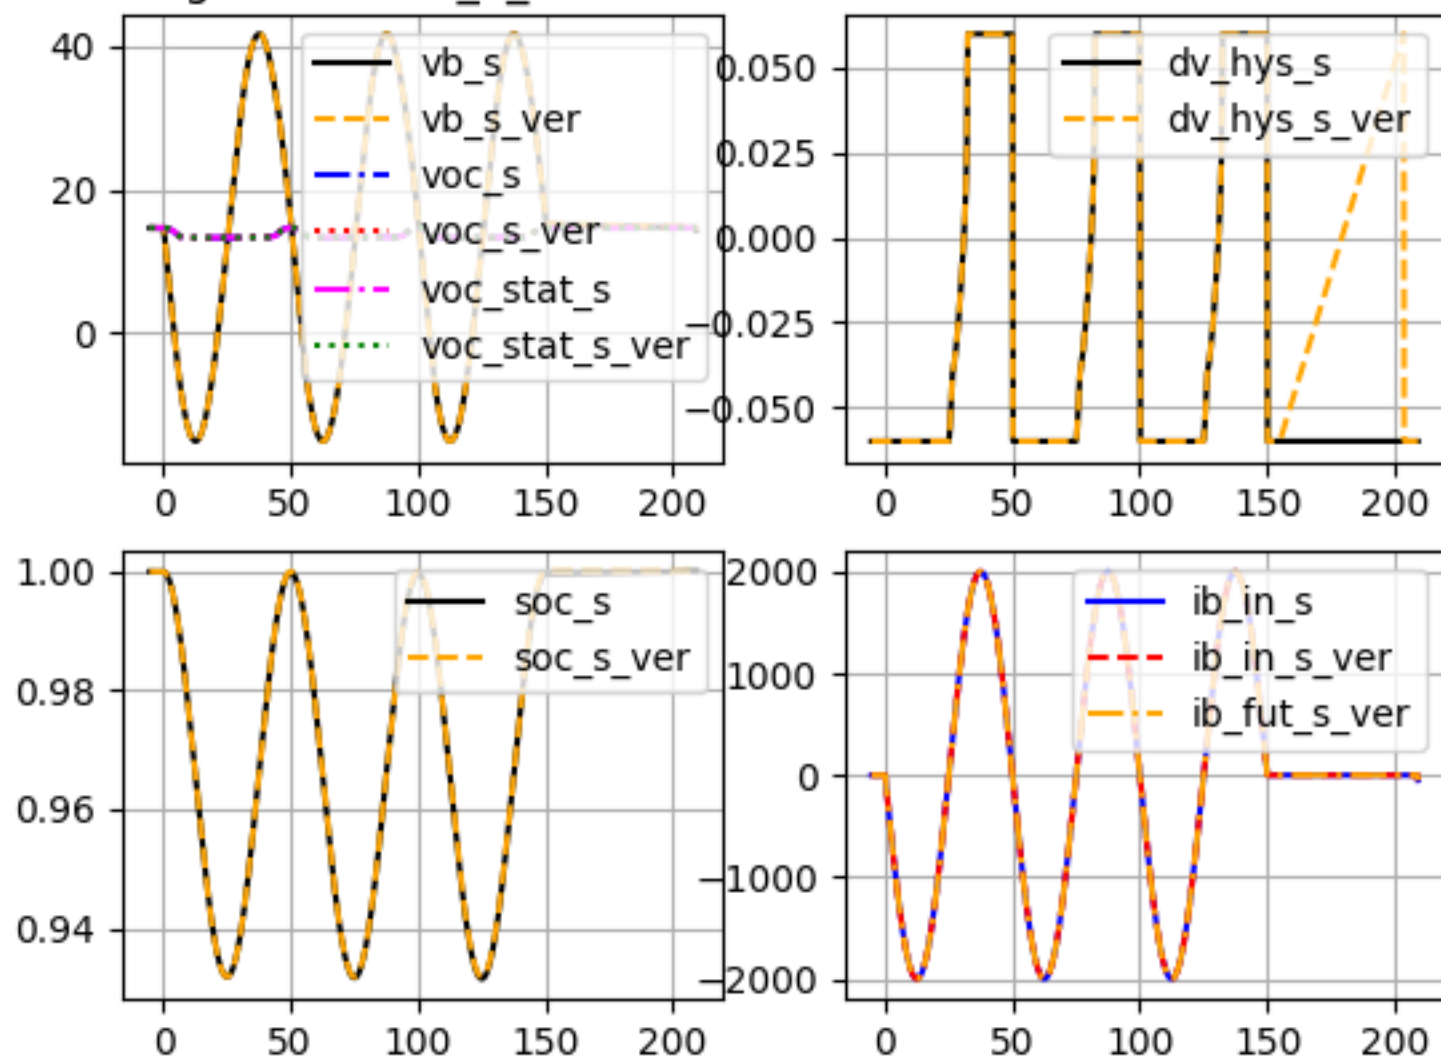 40
20
0
vb_s
vb_s_ver
voc_s
voc_s_ver
voc_stat_s
voc_stat_s_ver
0 50 100 150 200
0.050
0.025
0.000
−0.025
−0.050
dv_hys_s
dv_hys_s_ver
0 50 100 150 200
1.00
0.98
0.96
0.94
soc_s
soc_s_ver
0 50 100 150 200
2000
1000
0
−1000
−2000
ib_in_s
ib_in_s_ver
ib_fut_s_ver
0 50 100 150 200